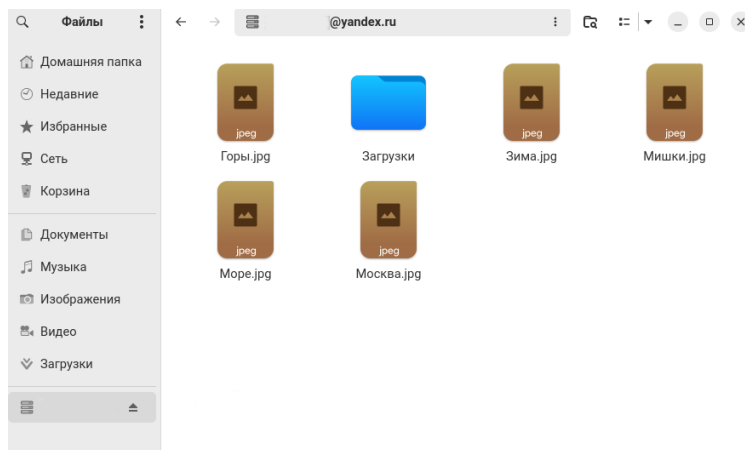 Файлы
@yandex.ru
Домашняя папка
Недавние
Избранные
Сеть
Корзина
Документы
Музыка
Изображения
Видео
Загрузки
jpeg
Горы.jpg
Загрузки
jpeg
Зима.jpg
jpeg
Мишки.jpg
jpeg
Море.jpg
jpeg
Москва.jpg